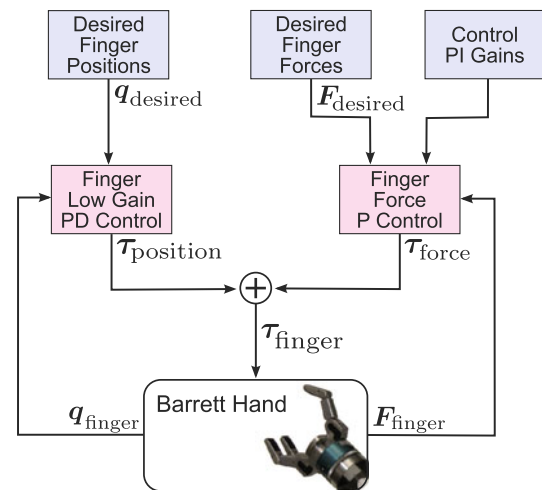 Desired
Finger
Positions
Desired
Finger
Forces
Control
PI Gains
q_desired
F_desired
Finger
Low Gain
PD Control
Finger
Force
P Control
τ_position
τ_force
+
τ_finger
q_finger
Barrett Hand
F_finger